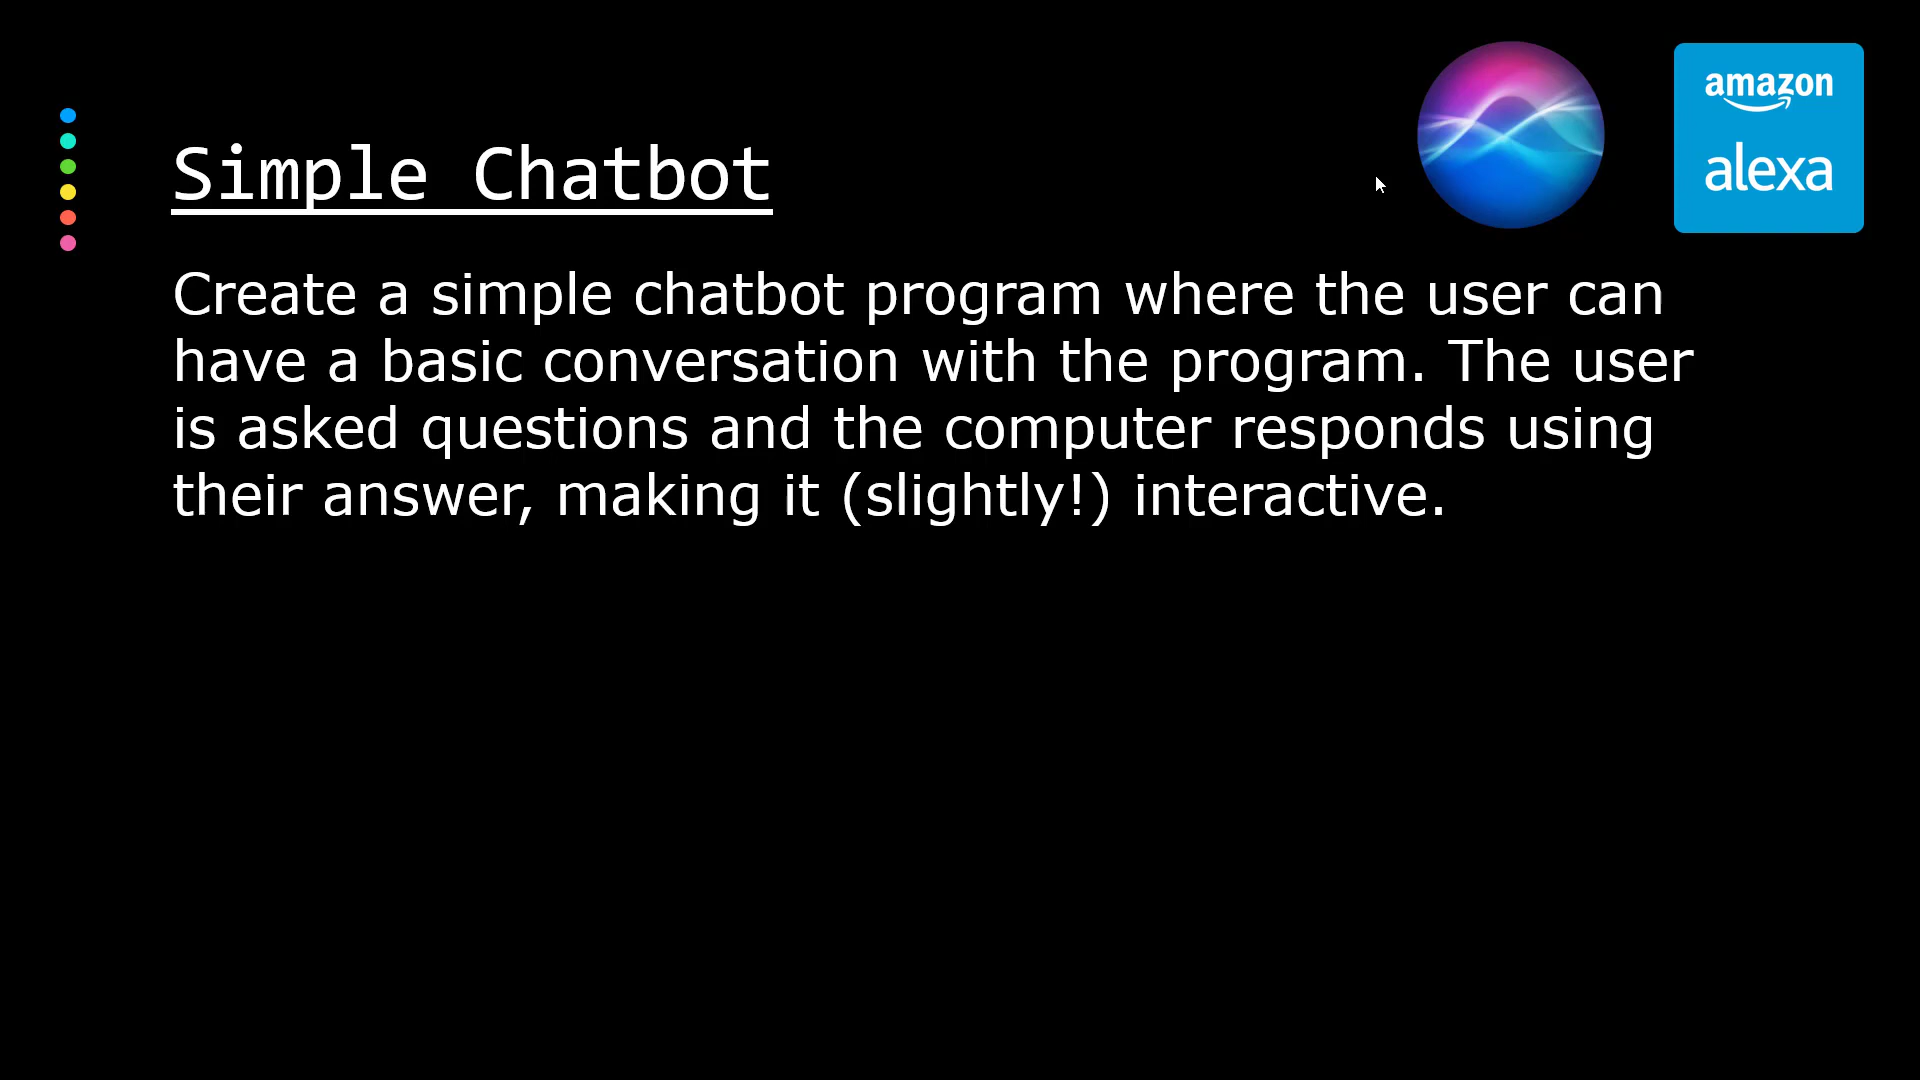 amazon
alexa
Simple Chatbot
Create a simple chatbot program where the user can
have a basic conversation with the program. The user
is asked questions and the computer responds using
their answer, making it (slightly!) interactive.